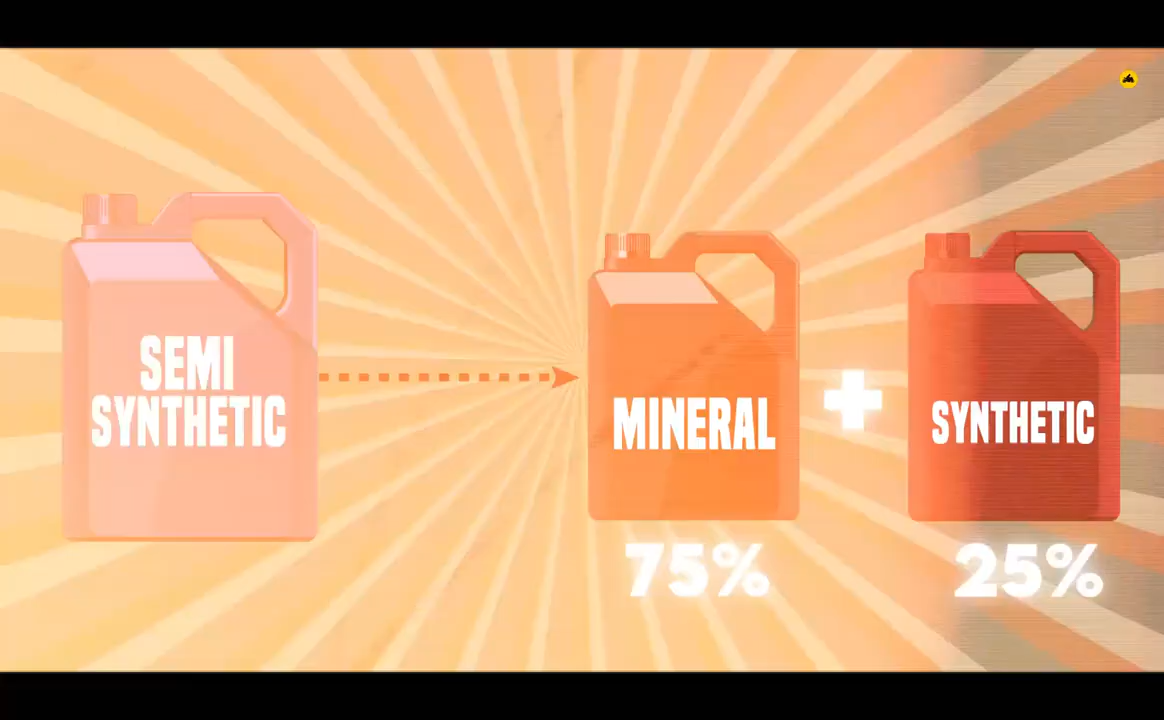 SEMI
SYNTHETIC
MINERAL
SYNTHETIC
75%
25%